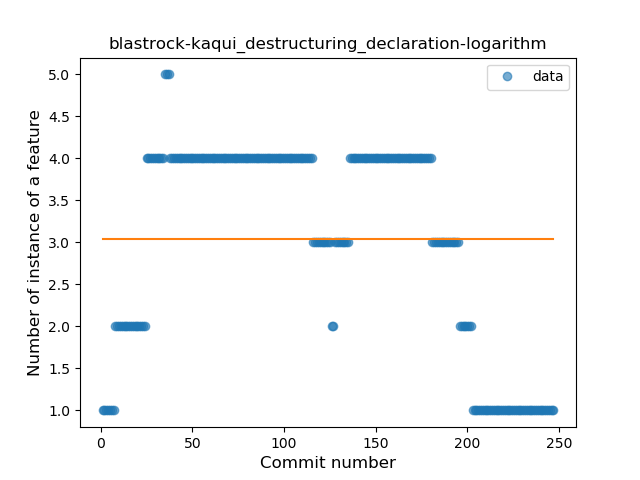 blastrock-kaqui_destructuring_declaration-logarithm
data
Number of instance of a feature
5.0
4.5
4.0
3.5
3.0
2.5
2.0
1.5
1.0
0 50 100 150 200 250
Commit number